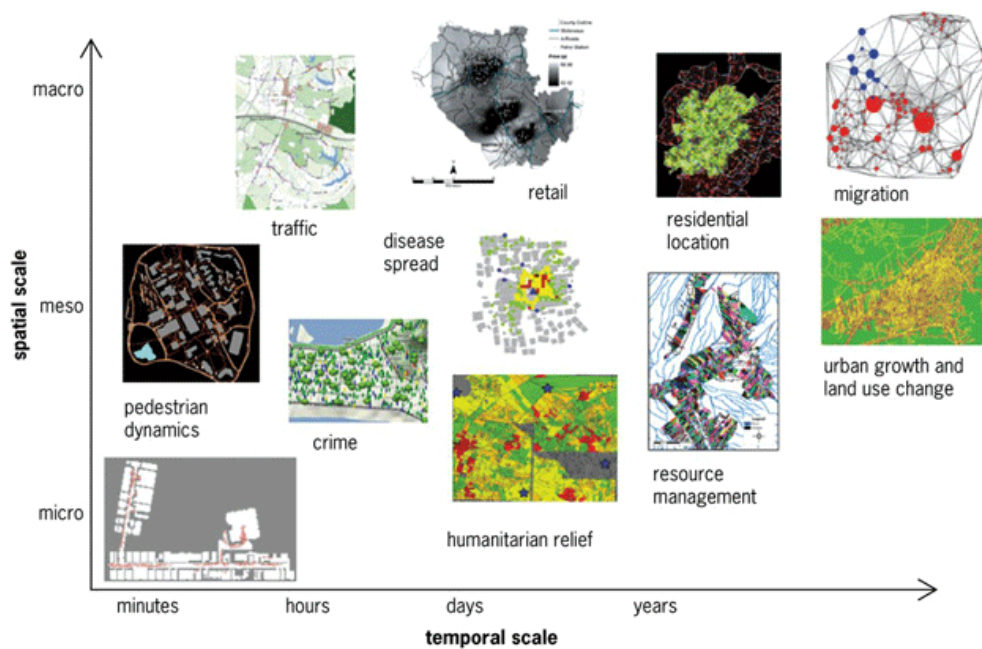 macro
meso
micro
spatial scale
traffic
retail
residential
location
migration
disease
spread
pedestrian
dynamics
crime
humanitarian relief
resource
management
urban growth and
land use change
minutes
hours
days
years
temporal scale